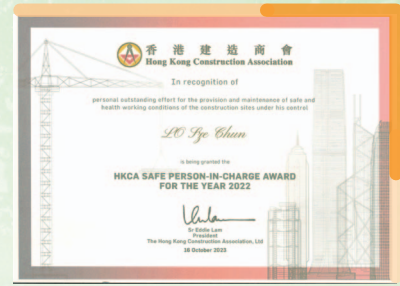 香港建造商會
Hong Kong Construction Association
In recognition of
personal outstanding effort for the provision and maintenance of safe and
health working conditions of the construction sites under his control
LO Sze Chun
is being granted the
HKCA SAFE PERSON-IN-CHARGE AWARD
FOR THE YEAR 2022
Sr Eddie Lam
President
The Hong Kong Construction Association, Ltd
18 October 2023